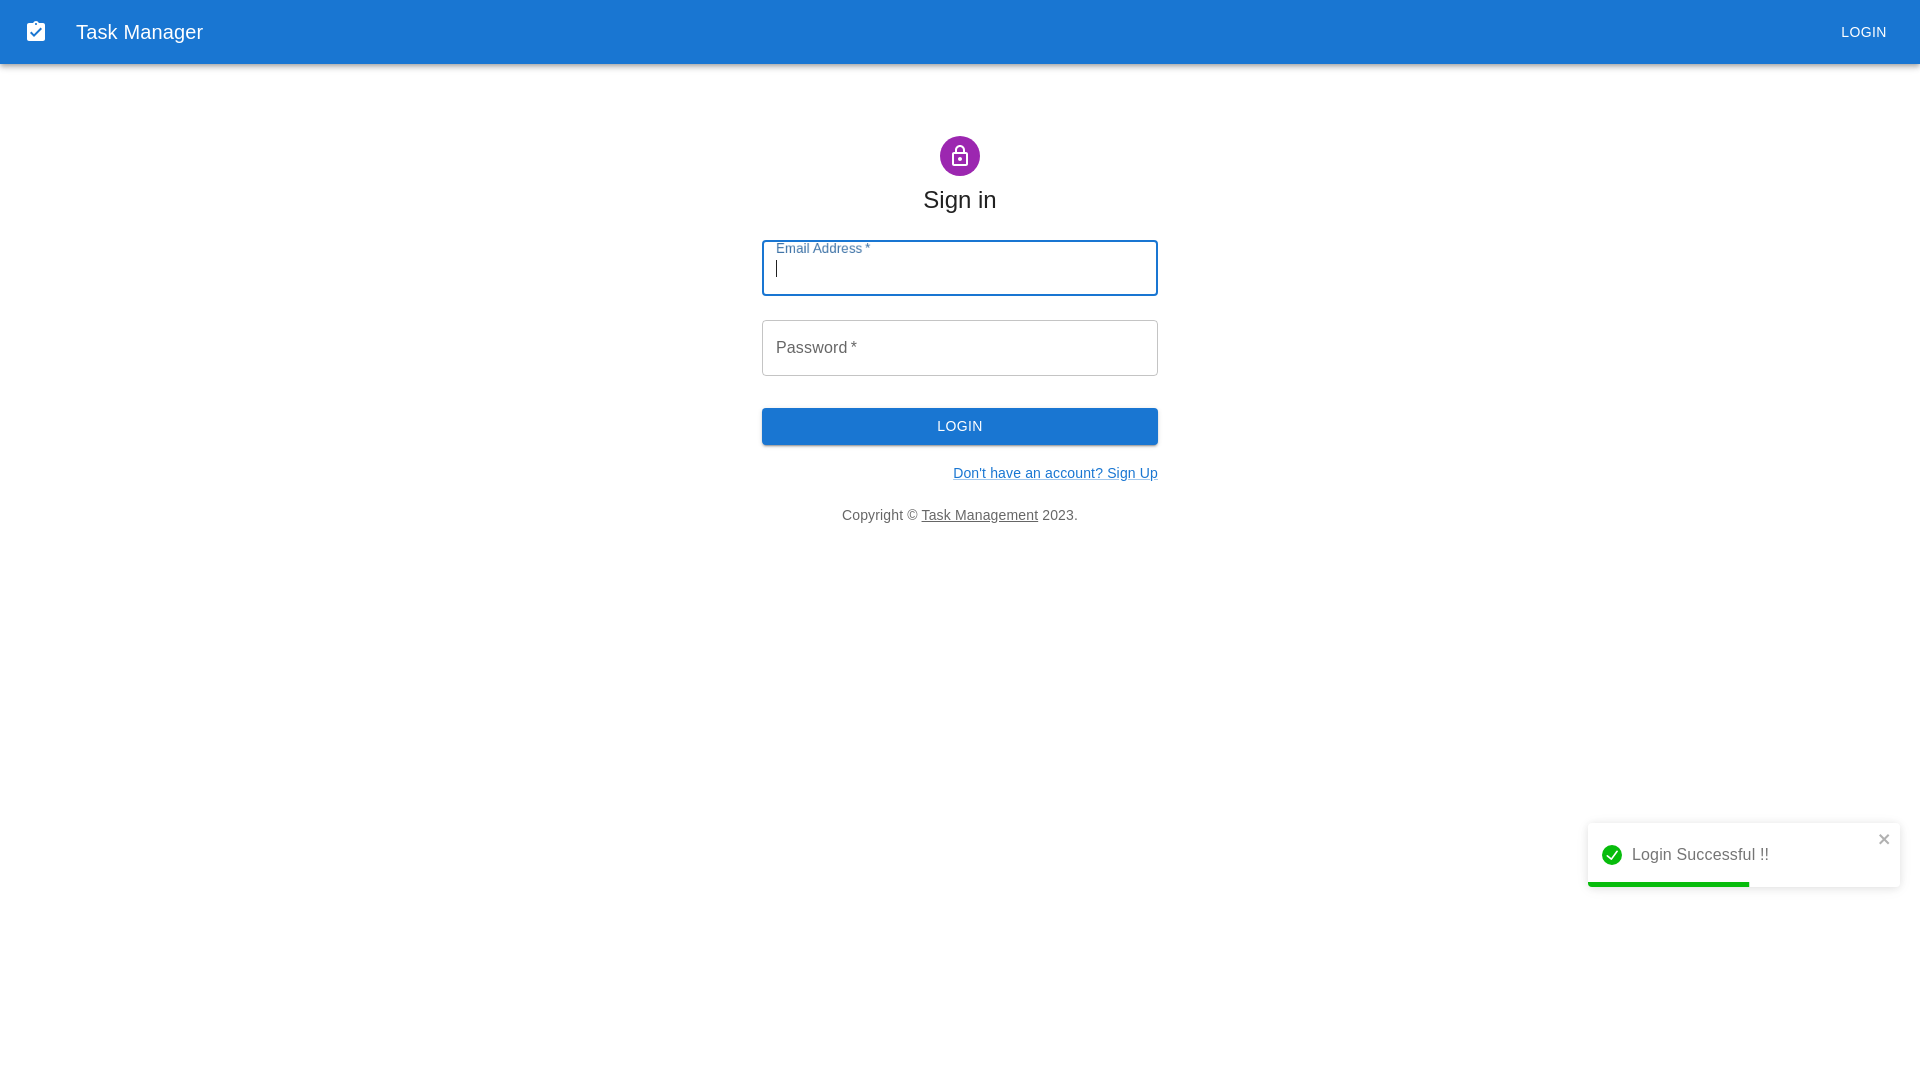 Task Manager
LOGIN
Sign in
Email Address *
Password *
LOGIN
Don't have an account? Sign Up
Copyright © Task Management 2023.
Login Successful !!